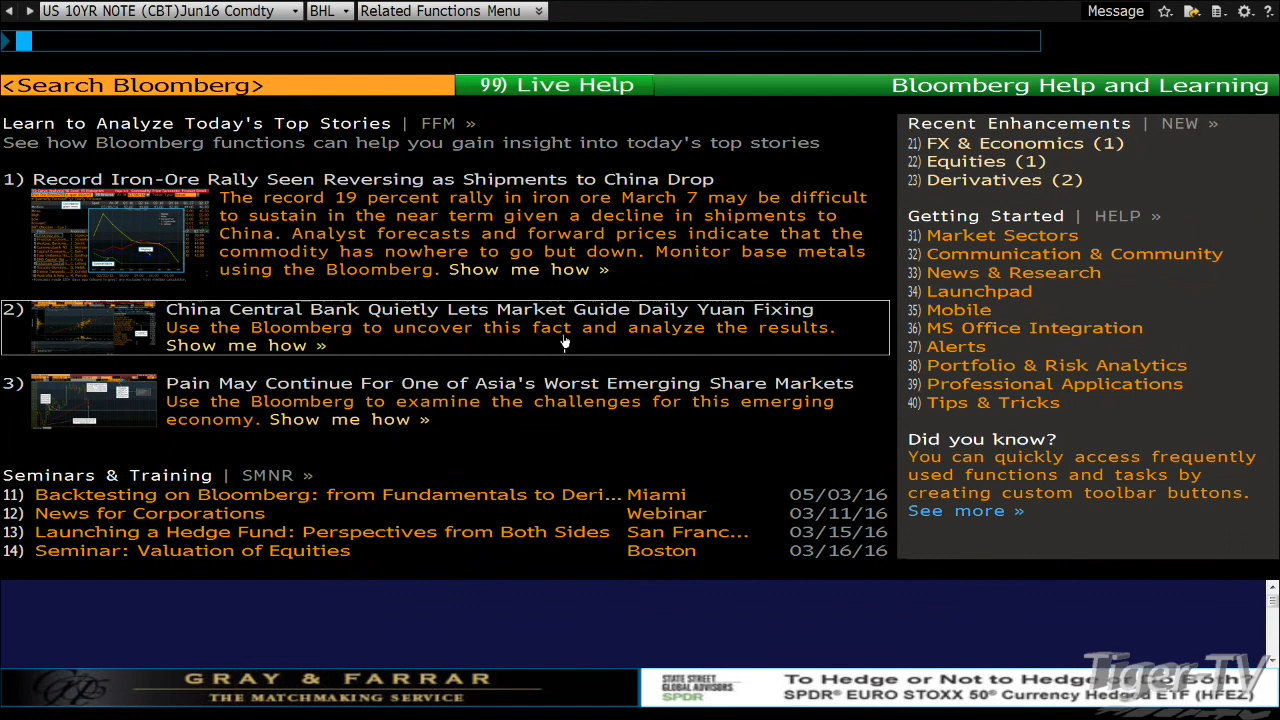 US 10YR NOTE (CBT)Jun16 Comdty BHL Related Functions Menu Message
<Search Bloomberg> 99) Live Help Bloomberg Help and Learning
Learn to Analyze Today's Top Stories | FFM »
See how Bloomberg functions can help you gain insight into today's top stories
1) Record Iron-Ore Rally Seen Reversing as Shipments to China Drop
The record 19 percent rally in iron ore March 7 may be difficult
to sustain in the near term given a decline in shipments to
China. Analyst forecasts and forward prices indicate that the
commodity has nowhere to go but down. Monitor base metals
using the Bloomberg. Show me how »
2) China Central Bank Quietly Lets Market Guide Daily Yuan Fixing
Use the Bloomberg to uncover this fact and analyze the results.
Show me how »
3) Pain May Continue For One of Asia's Worst Emerging Share Markets
Use the Bloomberg to examine the challenges for this emerging
economy. Show me how »
Seminars & Training | SMNR »
11) Backtesting on Bloomberg: from Fundamentals to Deri... Miami 05/03/16
12) News for Corporations Webinar 03/11/16
13) Launching a Hedge Fund: Perspectives from Both Sides San Franc... 03/15/16
14) Seminar: Valuation of Equities Boston 03/16/16
Recent Enhancements | NEW »
21) FX & Economics (1)
22) Equities (1)
23) Derivatives (2)
Getting Started | HELP »
31) Market Sectors
32) Communication & Community
33) News & Research
34) Launchpad
35) Mobile
36) MS Office Integration
37) Alerts
38) Portfolio & Risk Analytics
39) Professional Applications
40) Tips & Tricks
Did you know?
You can quickly access frequently
used functions and tasks by
creating custom toolbar buttons.
See more »
GRAY & FARRAR
THE MATCHMAKING SERVICE
STATE STREET
GLOBAL ADVISORS
SPDR
To Hedge or Not to Hedge or To Both?
SPDR® EURO STOXX 50® Currency Hedged ETF (HFEZ)
Tiger TV